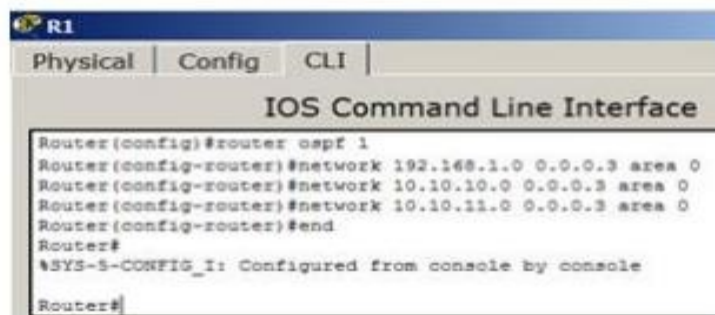 R1
Physical Config CLI
IOS Command Line Interface
Router(config)#router ospf 1
Router(config-router)#network 192.168.1.0 0.0.0.3 area 0
Router(config-router)#network 10.10.10.0 0.0.0.3 area 0
Router(config-router)#network 10.10.11.0 0.0.0.3 area 0
Router(config-router)#end
Router#
%SYS-5-CONFIG_I: Configured from console by console
Router#